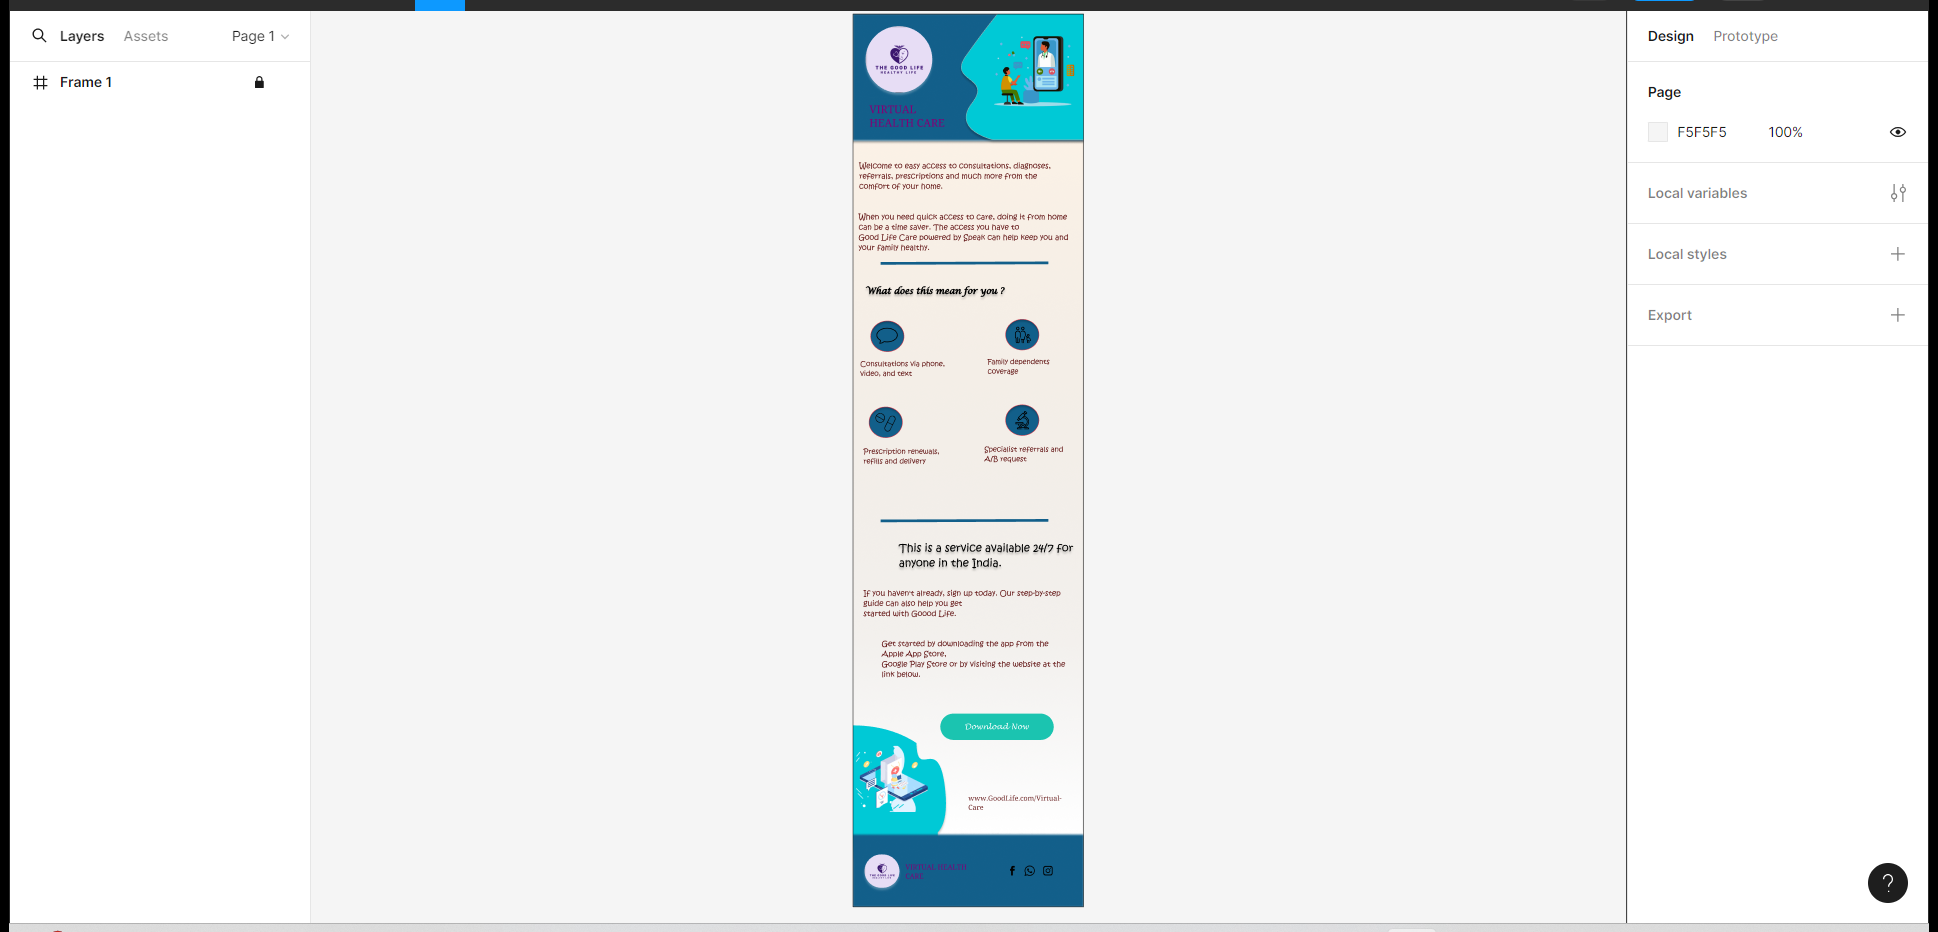 Layers Assets Page 1
Frame 1
THE GOOD LIFE
HEALTHY LIFE
VIRTUAL
HEALTH CARE
Welcome to easy access to consultations, diagnoses,
referrals, prescriptions and much more from the
comfort of your home.
When you need quick access to care, doing it from home
can be a time saver. The access you have to
Good Life Care powered by Speak can help keep you and
your family healthy.
What does this mean for you ?
Consultations via phone,
video, and text
Family dependents
coverage
Prescription renewals,
refills and delivery
Specialist referrals and
A/B request
This is a service available 24/7 for
anyone in the India.
If you haven't already, sign up today. Our step-by-step
guide can also help you get
started with Goood Life.
Get started by downloading the app from the
Apple App Store,
Google Play Store or by visiting the website at the
link below.
Download Now
www.GoodLife.com/Virtual-
Care
THE GOOD LIFE
VIRTUAL HEALTH
CARE
Design Prototype
Page
F5F5F5 100%
Local variables
Local styles
Export
?